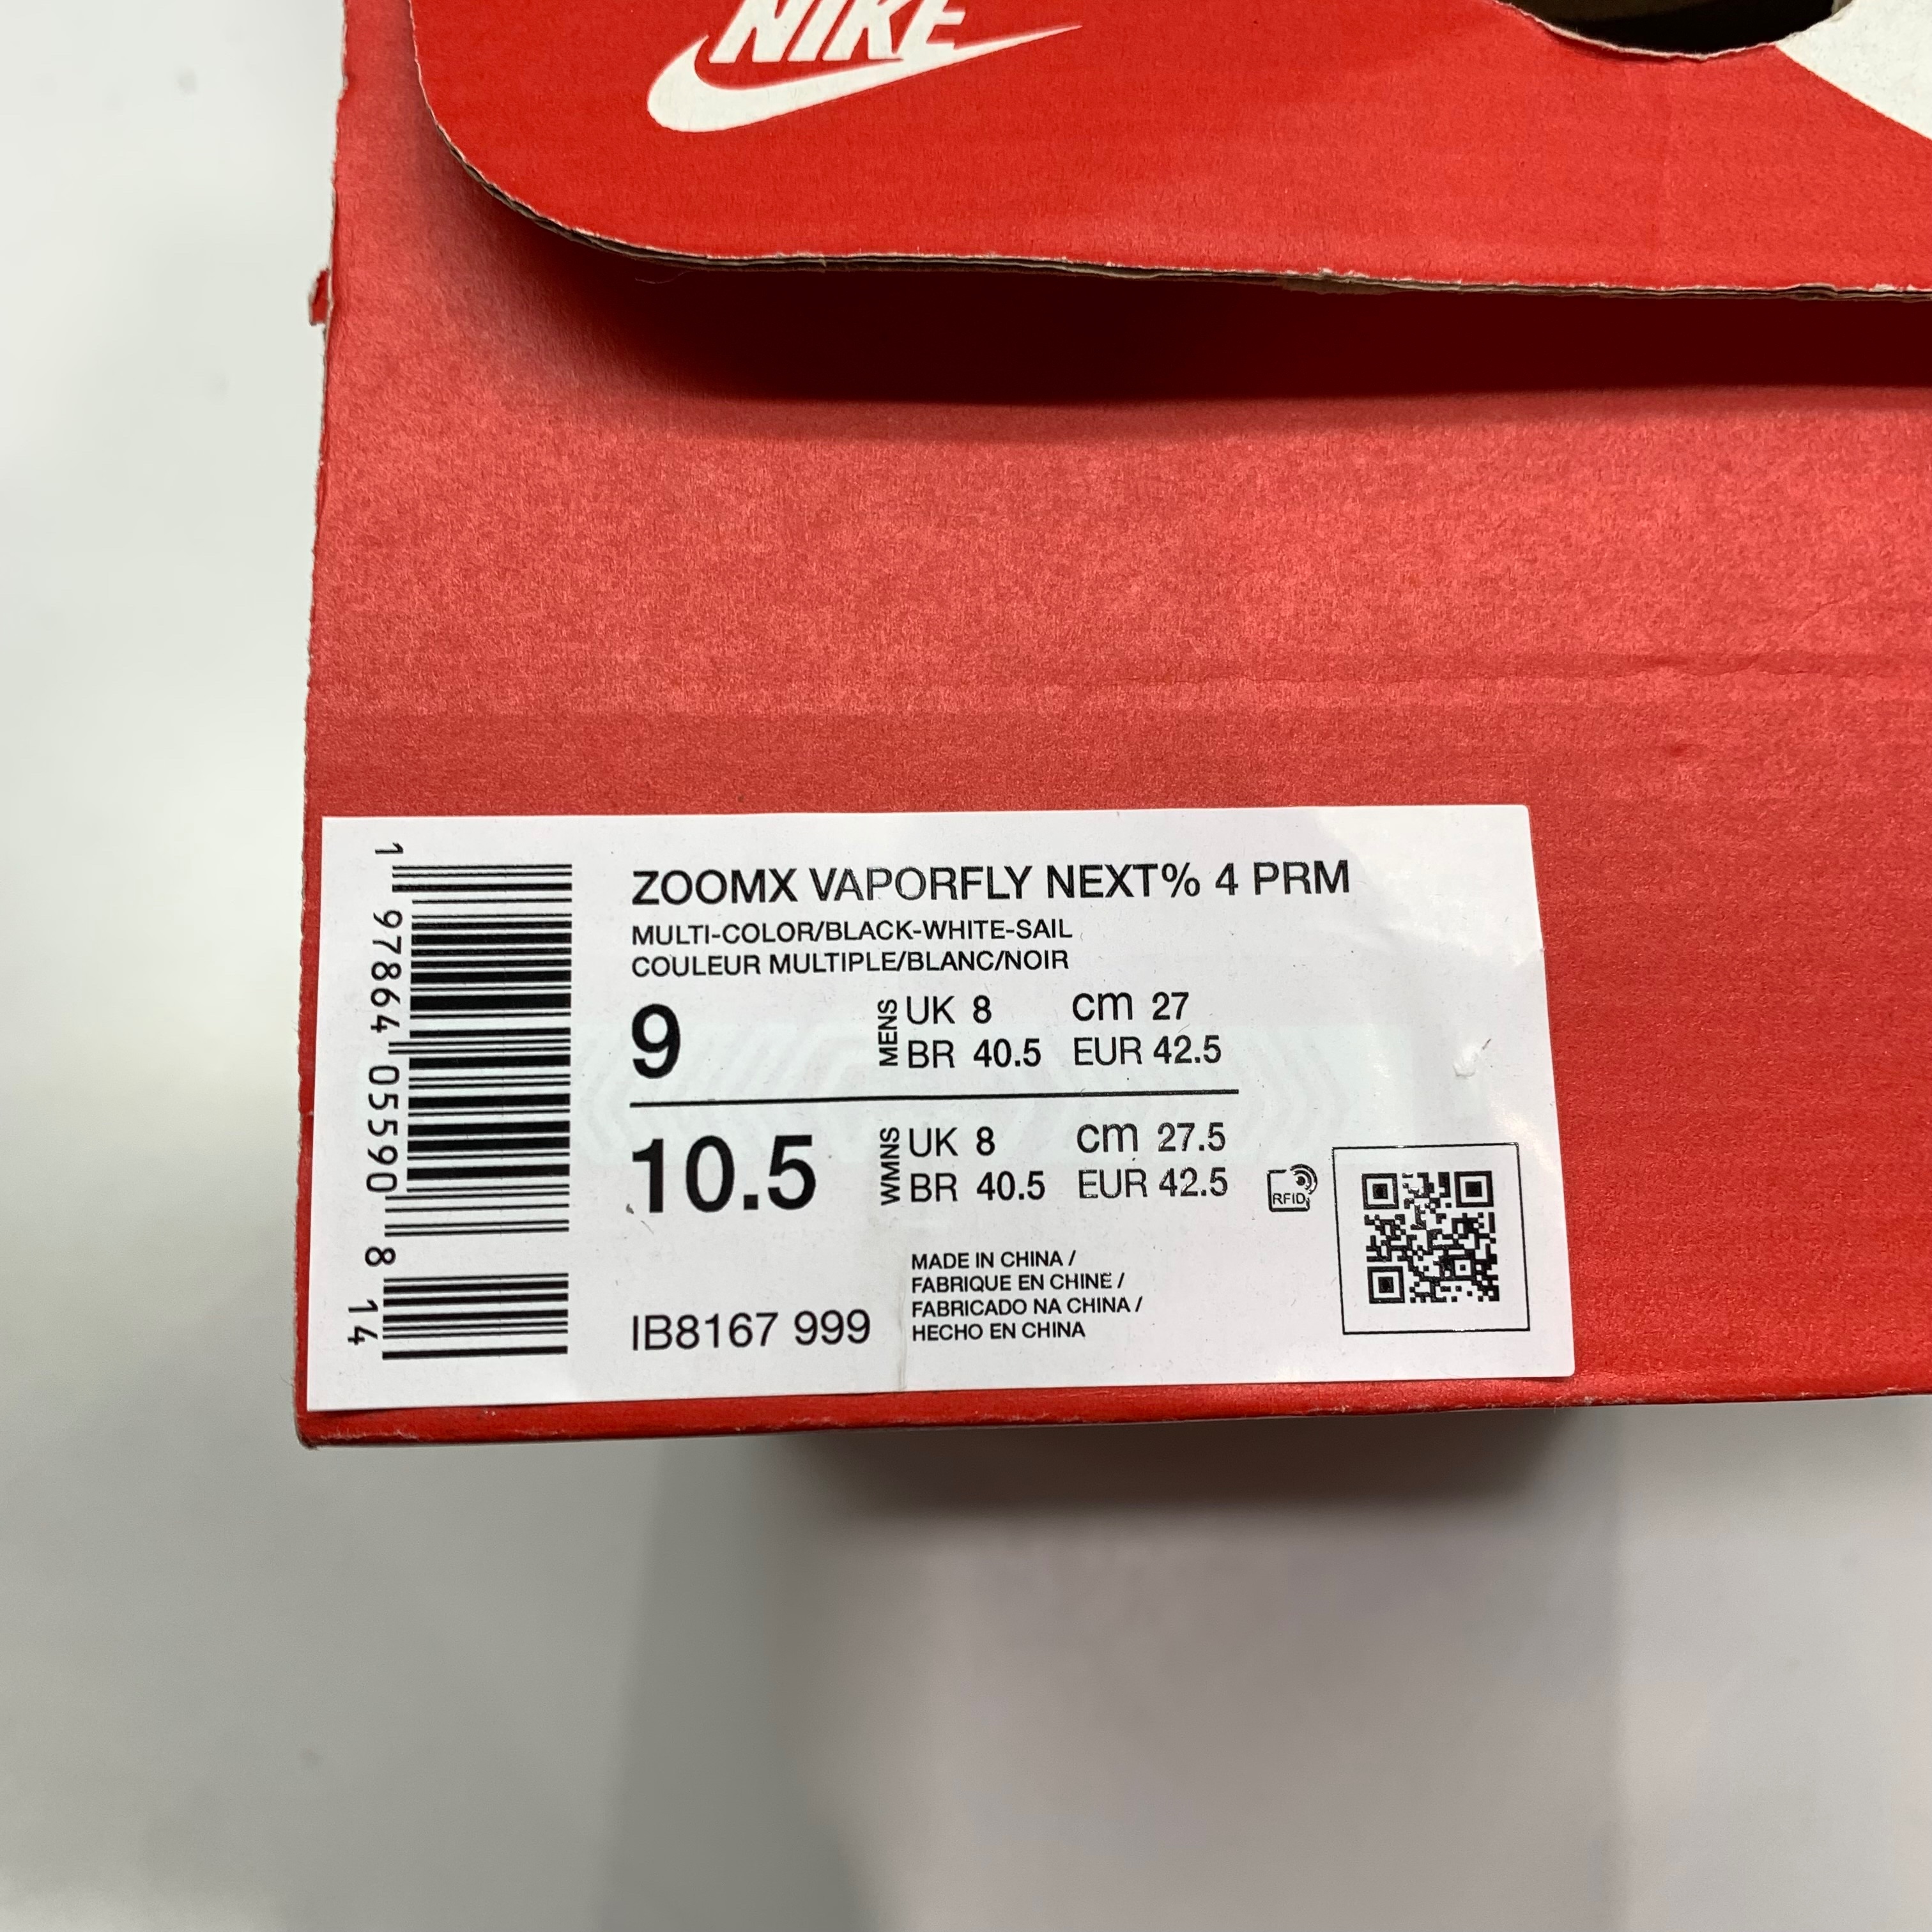 NIKE
ZOOMX VAPORFLY NEXT% 4 PRM
MULTI-COLOR/BLACK-WHITE-SAIL
COULEUR MULTIPLE/BLANC/NOIR
9
MENS
UK 8 cm 27
BR 40.5 EUR 42.5
10.5
WMNS
UK 8 cm 27.5
BR 40.5 EUR 42.5
RFID
IB8167 999
MADE IN CHINA /
FABRIQUE EN CHINE /
FABRICADO NA CHINA /
HECHO EN CHINA
1 97864 05590 8 14